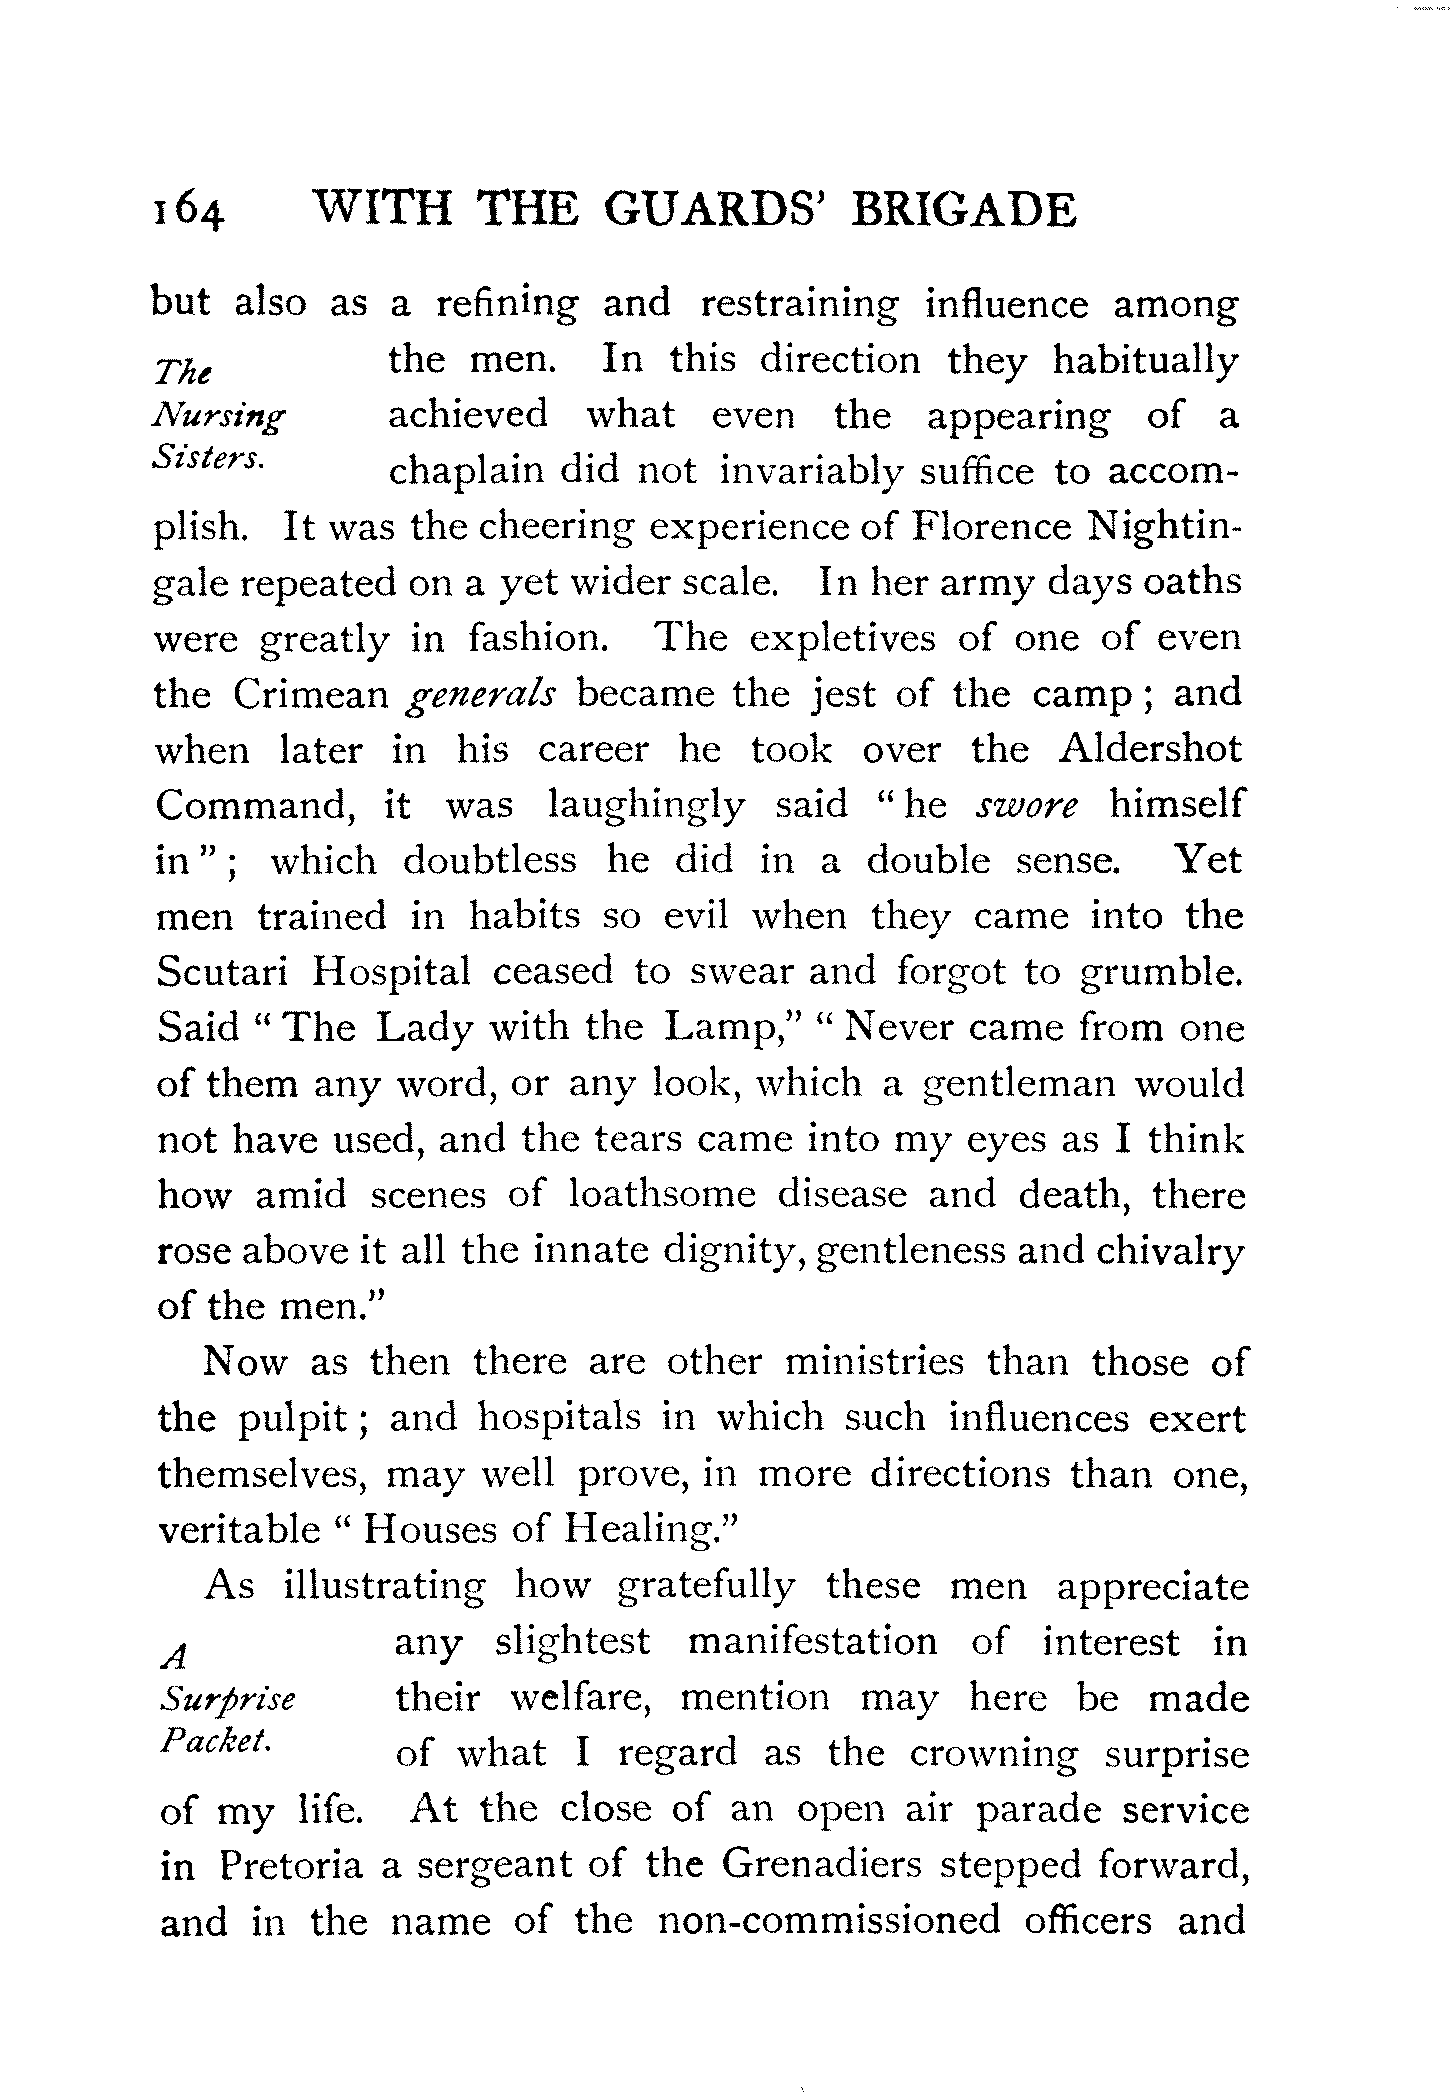 164 WITH THE GUARDS' BRIGADE
but also as a refining and restraining influence among
The
Nursing
Sisters.
the men. In this direction they habitually
achieved what even the appearing of a
chaplain did not invariably suffice to accom-
plish. It was the cheering experience of Florence Nightin-
gale repeated on a yet wider scale. In her army days oaths
were greatly in fashion. The expletives of one of even
the Crimean generals became the jest of the camp; and
when later in his career he took over the Aldershot
Command, it was laughingly said "he swore himself
in"; which doubtless he did in a double sense. Yet
men trained in habits so evil when they came into the
Scutari Hospital ceased to swear and forgot to grumble.
Said "The Lady with the Lamp," "Never came from one
of them any word, or any look, which a gentleman would
not have used, and the tears came into my eyes as I think
how amid scenes of loathsome disease and death, there
rose above it all the innate dignity, gentleness and chivalry
of the men."
Now as then there are other ministries than those of
the pulpit; and hospitals in which such influences exert
themselves, may well prove, in more directions than one,
veritable "Houses of Healing."
As illustrating how gratefully these men appreciate
A
Surprise
Packet.
any slightest manifestation of interest in
their welfare, mention may here be made
of what I regard as the crowning surprise
of my life. At the close of an open air parade service
in Pretoria a sergeant of the Grenadiers stepped forward,
and in the name of the non-commissioned officers and